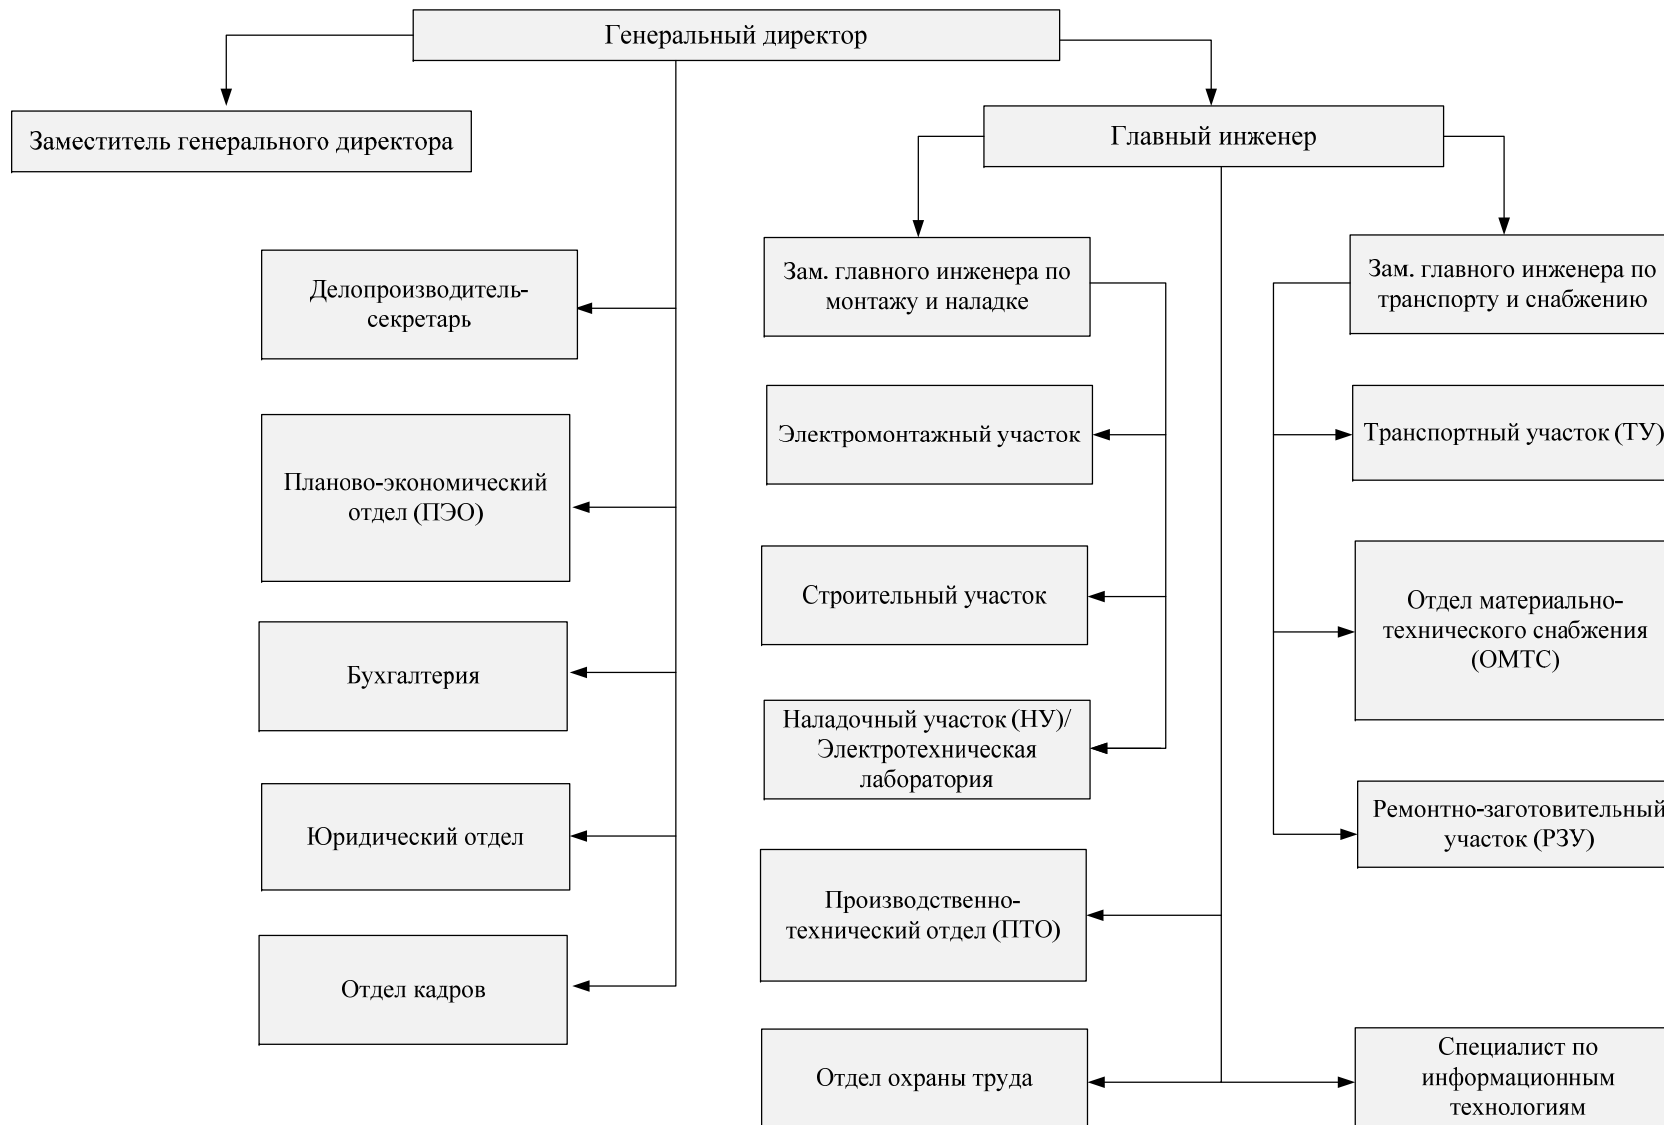 Генеральный директор
Заместитель генерального директора
Главный инженер
Делопроизводитель-
секретарь
Зам. главного инженера по
монтажу и наладке
Зам. главного инженера по
транспорту и снабжению
Планово-экономический
отдел (ПЭО)
Электромонтажный участок
Транспортный участок (ТУ)
Строительный участок
Отдел материально-
технического снабжения
(ОМТС)
Бухгалтерия
Наладочный участок (НУ)/
Электротехническая
лаборатория
Юридический отдел
Ремонтно-заготовительный
участок (РЗУ)
Производственно-
технический отдел (ПТО)
Отдел кадров
Отдел охраны труда
Специалист по
информационным
технологиям